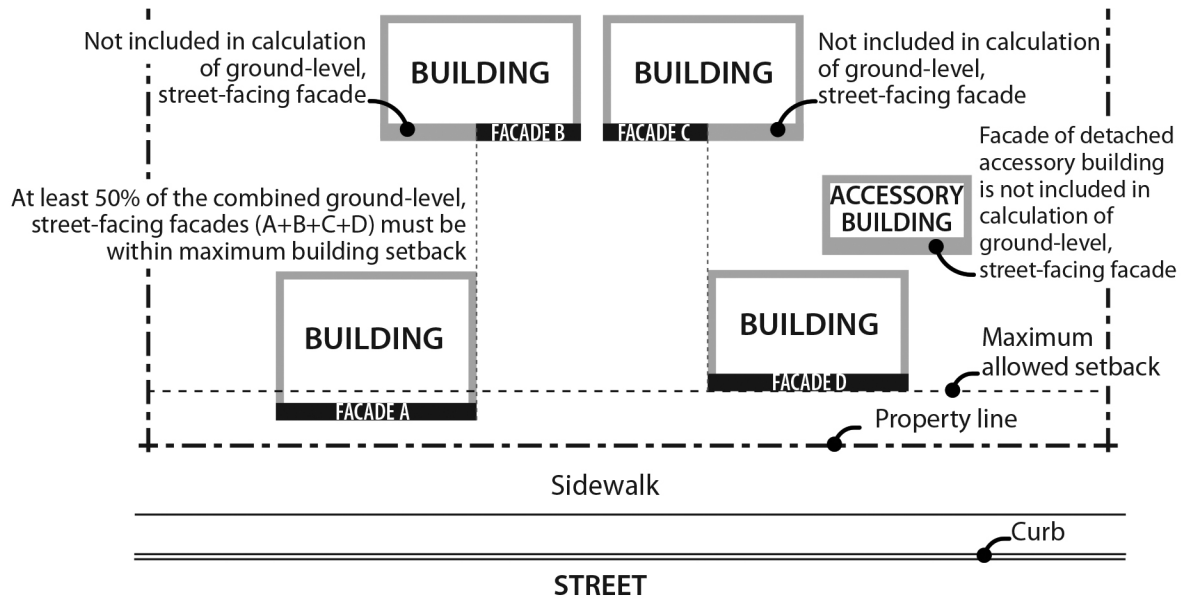 Not included in calculation
of ground-level,
street-facing facade
BUILDING
FACADE B
BUILDING
FACADE C
Not included in calculation
of ground-level,
street-facing facade
Facade of detached
accessory building
is not included in
calculation of
ground-level,
street-facing facade
ACCESSORY
BUILDING
At least 50% of the combined ground-level,
street-facing facades (A+B+C+D) must be
within maximum building setback
BUILDING
FACADE A
BUILDING
FACADE D
Maximum
allowed setback
Property line
Sidewalk
Curb
STREET